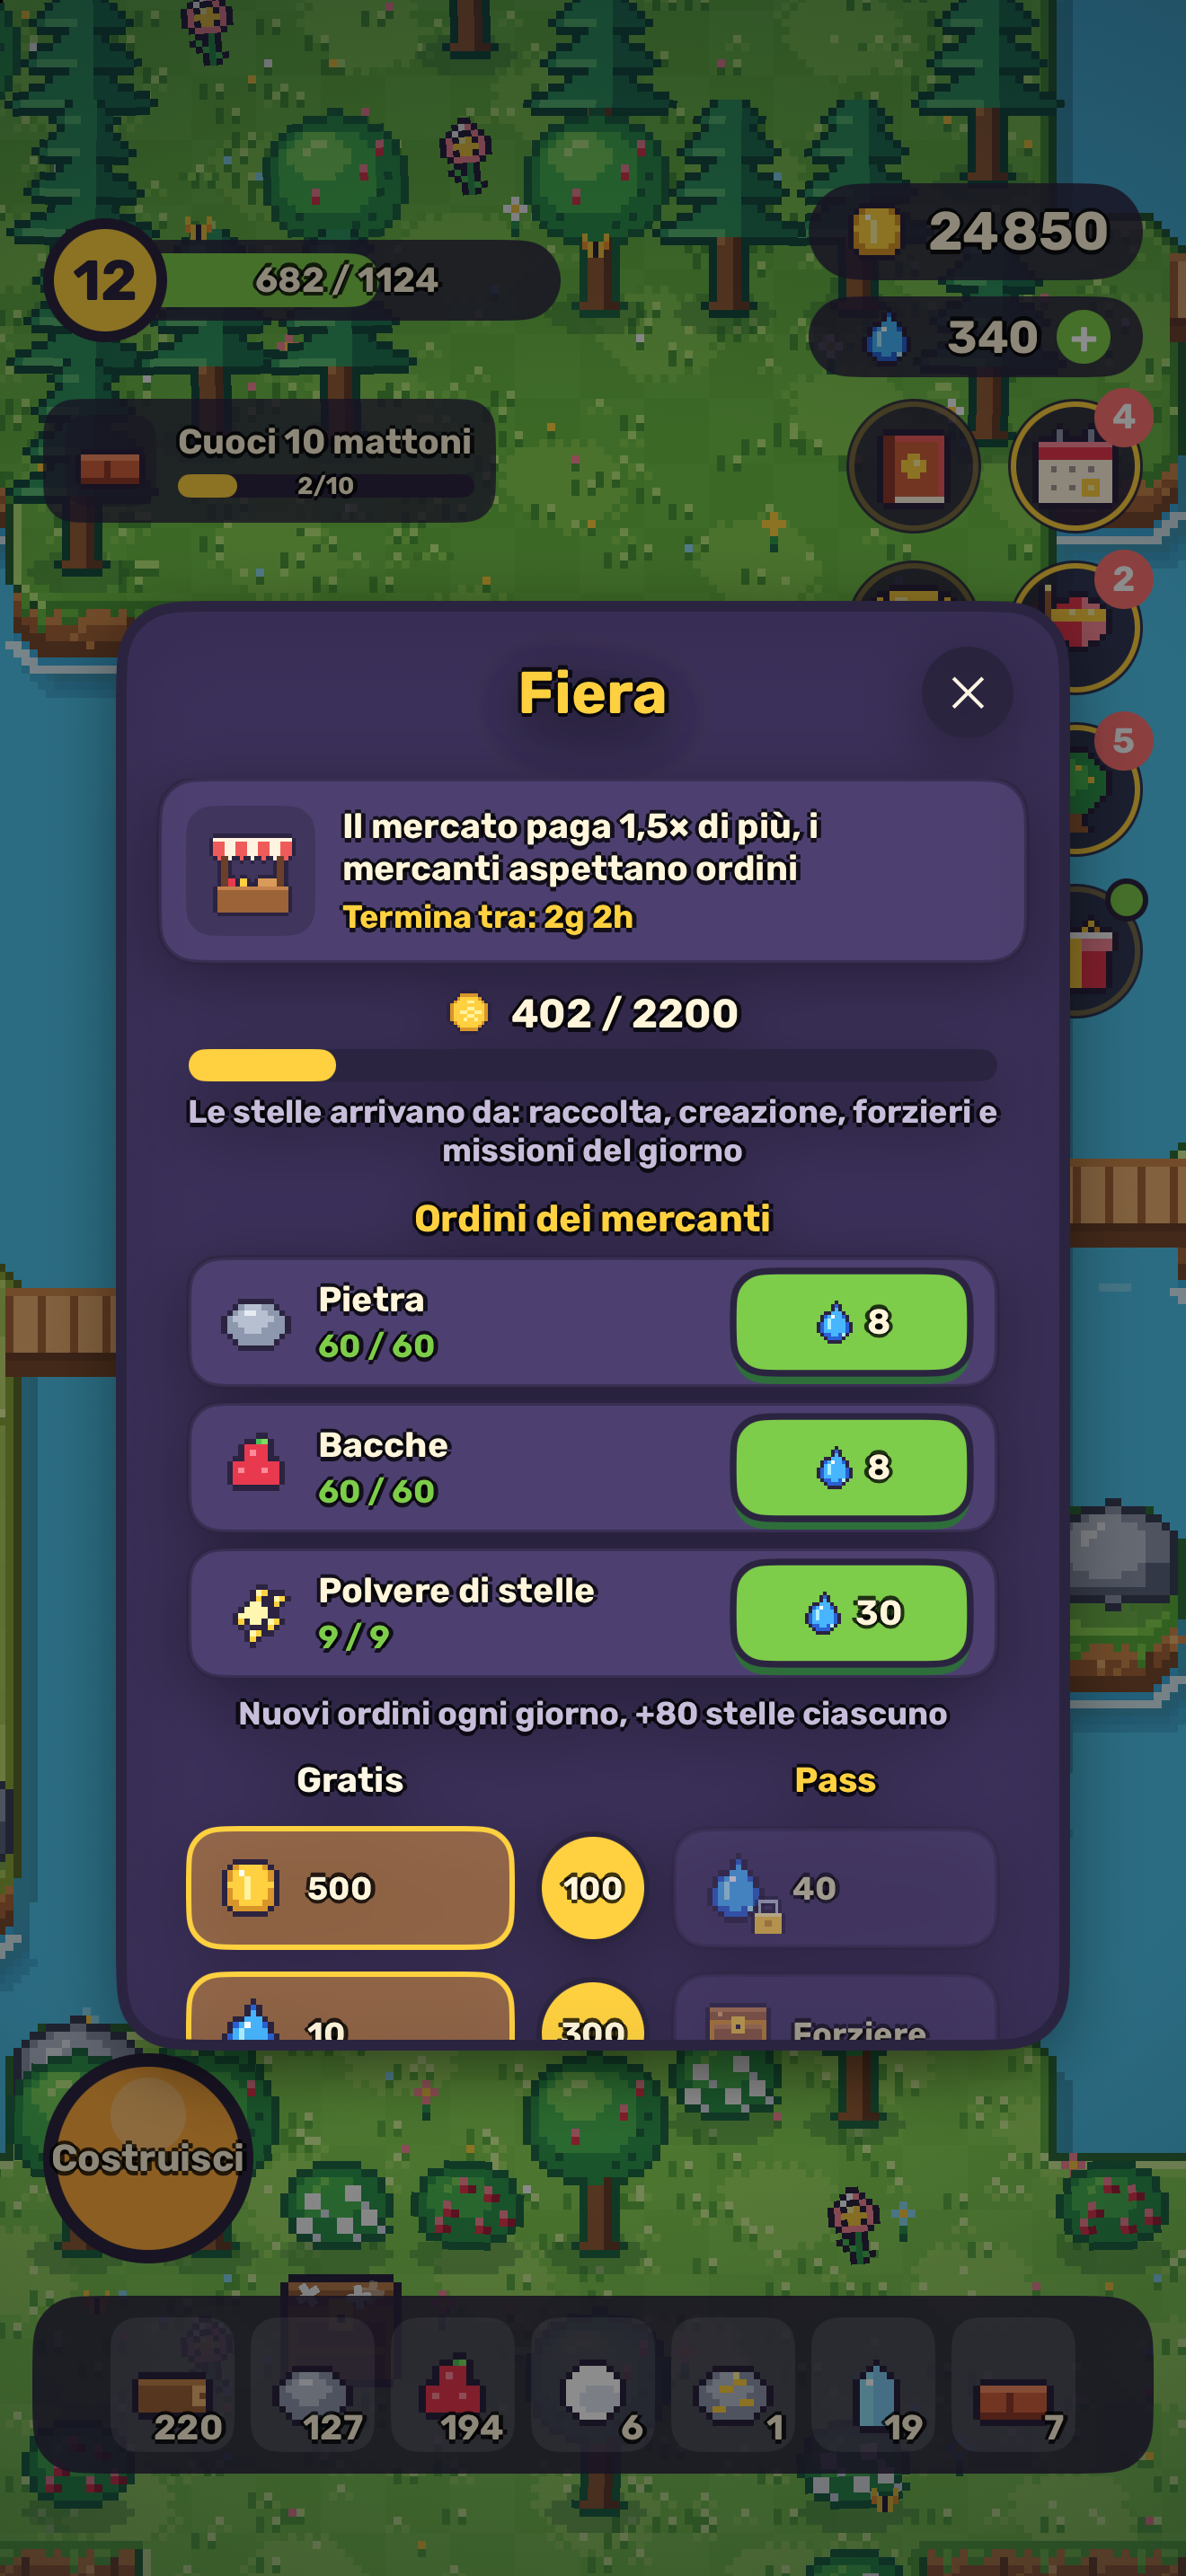 24850
12
682 / 1124
340
+
Cuoci 10 mattoni
2/10
4
2
5
Fiera
Il mercato paga 1,5× di più, i
mercanti aspettano ordini
Termina tra: 2g 2h
402 / 2200
Le stelle arrivano da: raccolta, creazione, forzieri e
missioni del giorno
Ordini dei mercanti
Pietra
60 / 60
8
Bacche
60 / 60
8
Polvere di stelle
9 / 9
30
Nuovi ordini ogni giorno, +80 stelle ciascuno
Gratis
Pass
500
100
40
10
300
Forziere
Costruisci
220
127
194
6
1
19
7